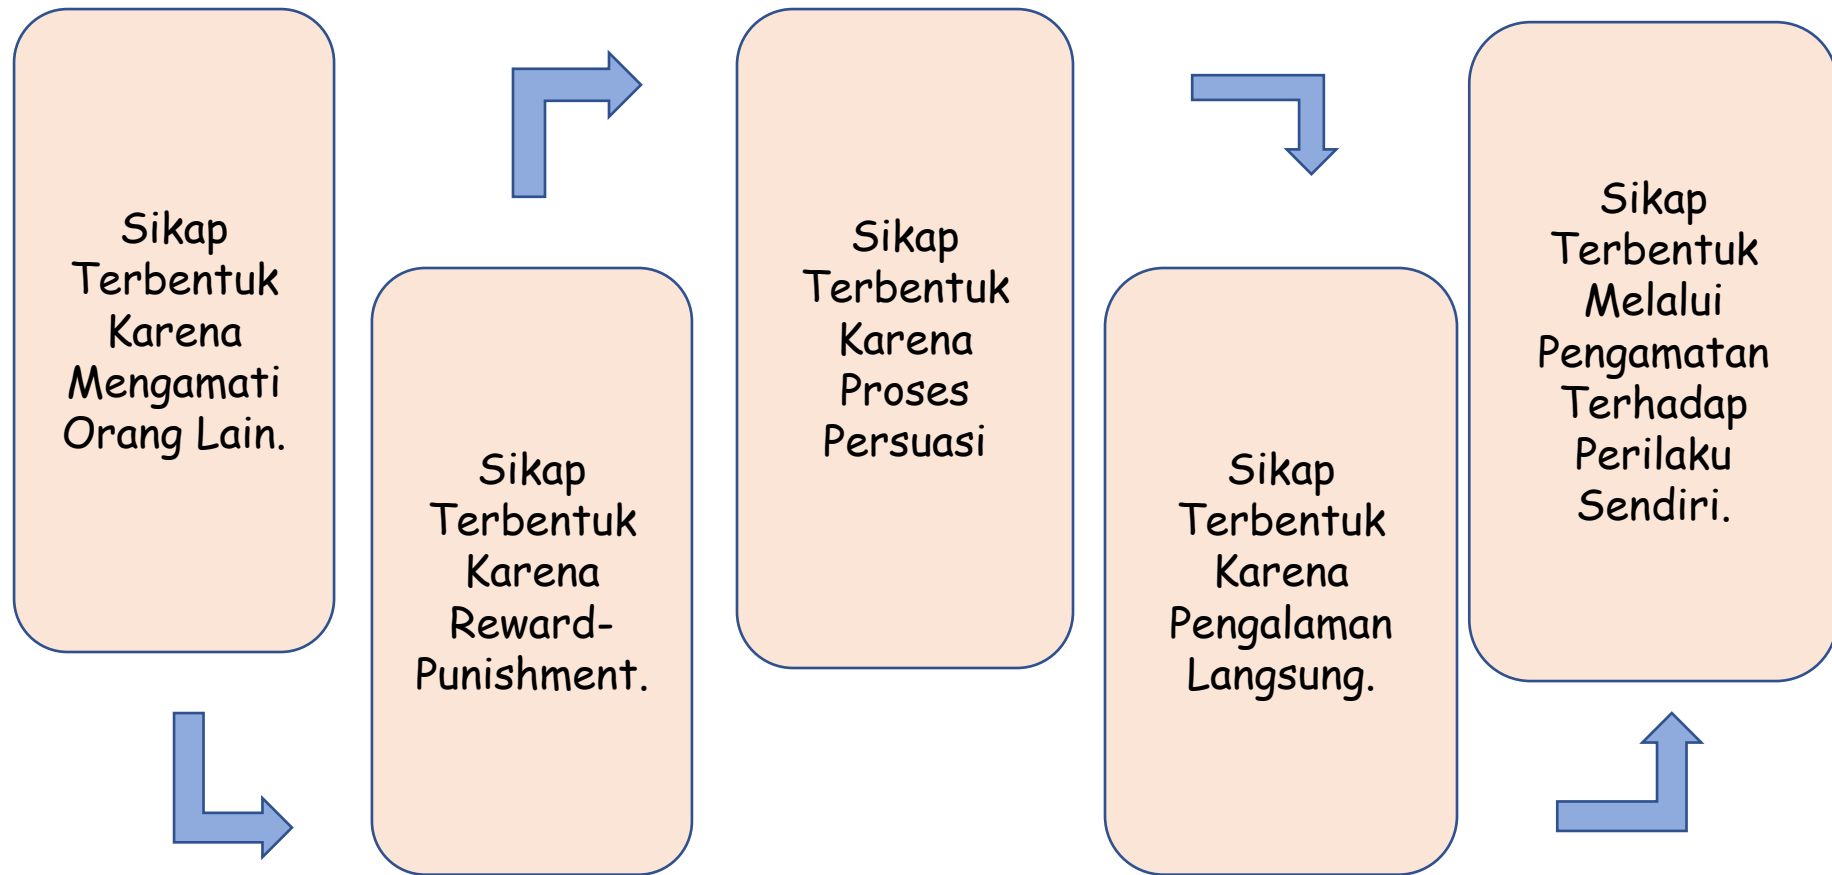 Sikap
Terbentuk
Karena
Mengamati
Orang Lain.
Sikap
Terbentuk
Karena
Reward-
Punishment.
Sikap
Terbentuk
Karena
Proses
Persuasi
Sikap
Terbentuk
Karena
Pengalaman
Langsung.
Sikap
Terbentuk
Melalui
Pengamatan
Terhadap
Perilaku
Sendiri.